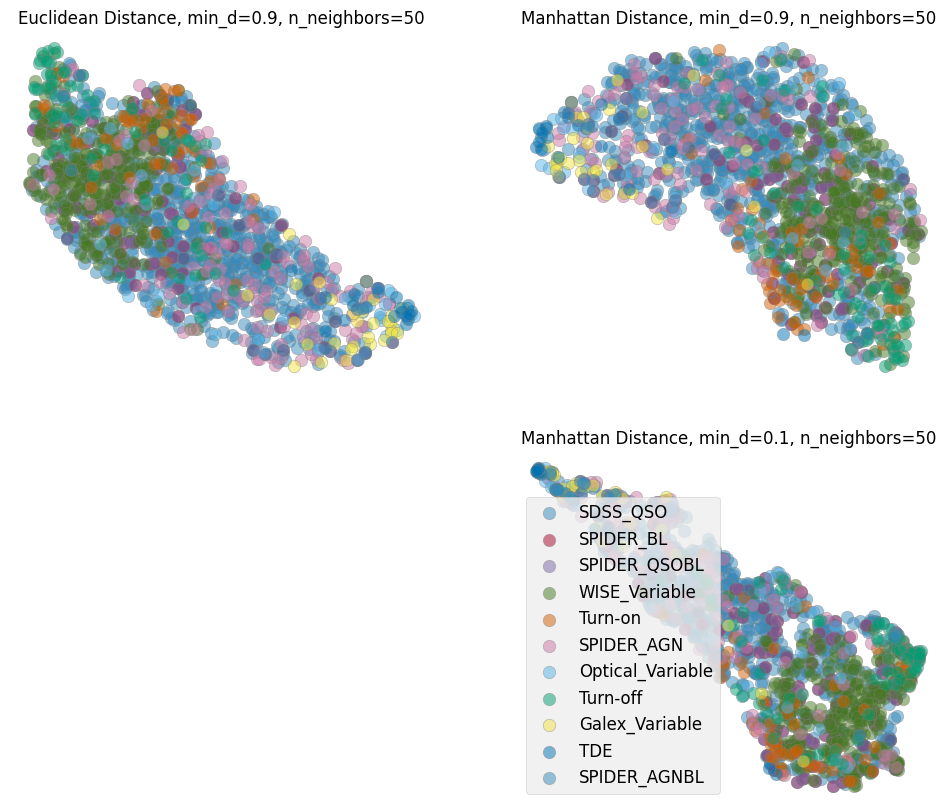 Euclidean Distance, min_d=0.9, n_neighbors=50
Manhattan Distance, min_d=0.9, n_neighbors=50
Manhattan Distance, min_d=0.1, n_neighbors=50
SDSS_QSO
SPIDER_BL
SPIDER_QSOBL
WISE_Variable
Turn-on
SPIDER_AGN
Optical_Variable
Turn-off
Galex_Variable
TDE
SPIDER_AGNBL